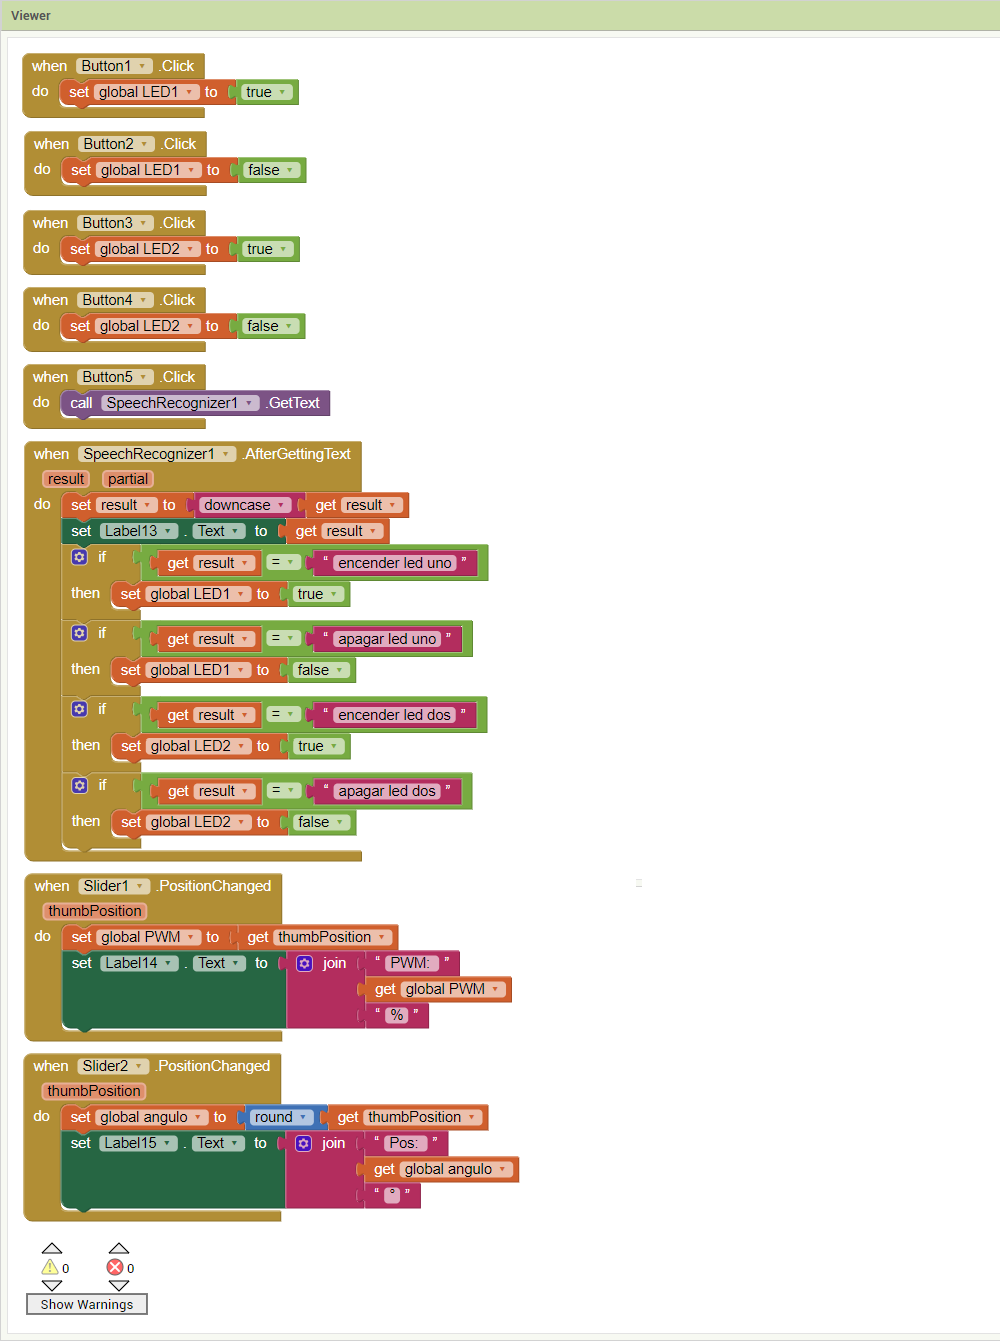 Viewer
when Button1 .Click
do set global LED1 to true
when Button2 .Click
do set global LED1 to false
when Button3 .Click
do set global LED2 to true
when Button4 .Click
do set global LED2 to false
when Button5 .Click
do call SpeechRecognizer1 .GetText
when SpeechRecognizer1 .AfterGettingText
result partial
do set result to downcase get result
set Label13 . Text to get result
if get result = “ encender led uno ”
then set global LED1 to true
if get result = “ apagar led uno ”
then set global LED1 to false
if get result = “ encender led dos ”
then set global LED2 to true
if get result = “ apagar led dos ”
then set global LED2 to false
when Slider1 .PositionChanged
thumbPosition
do set global PWM to get thumbPosition
set Label14 . Text to join “ PWM: ”
get global PWM
“ % ”
when Slider2 .PositionChanged
thumbPosition
do set global angulo to round get thumbPosition
set Label15 . Text to join “ Pos: ”
get global angulo
“ ° ”
0 0
Show Warnings